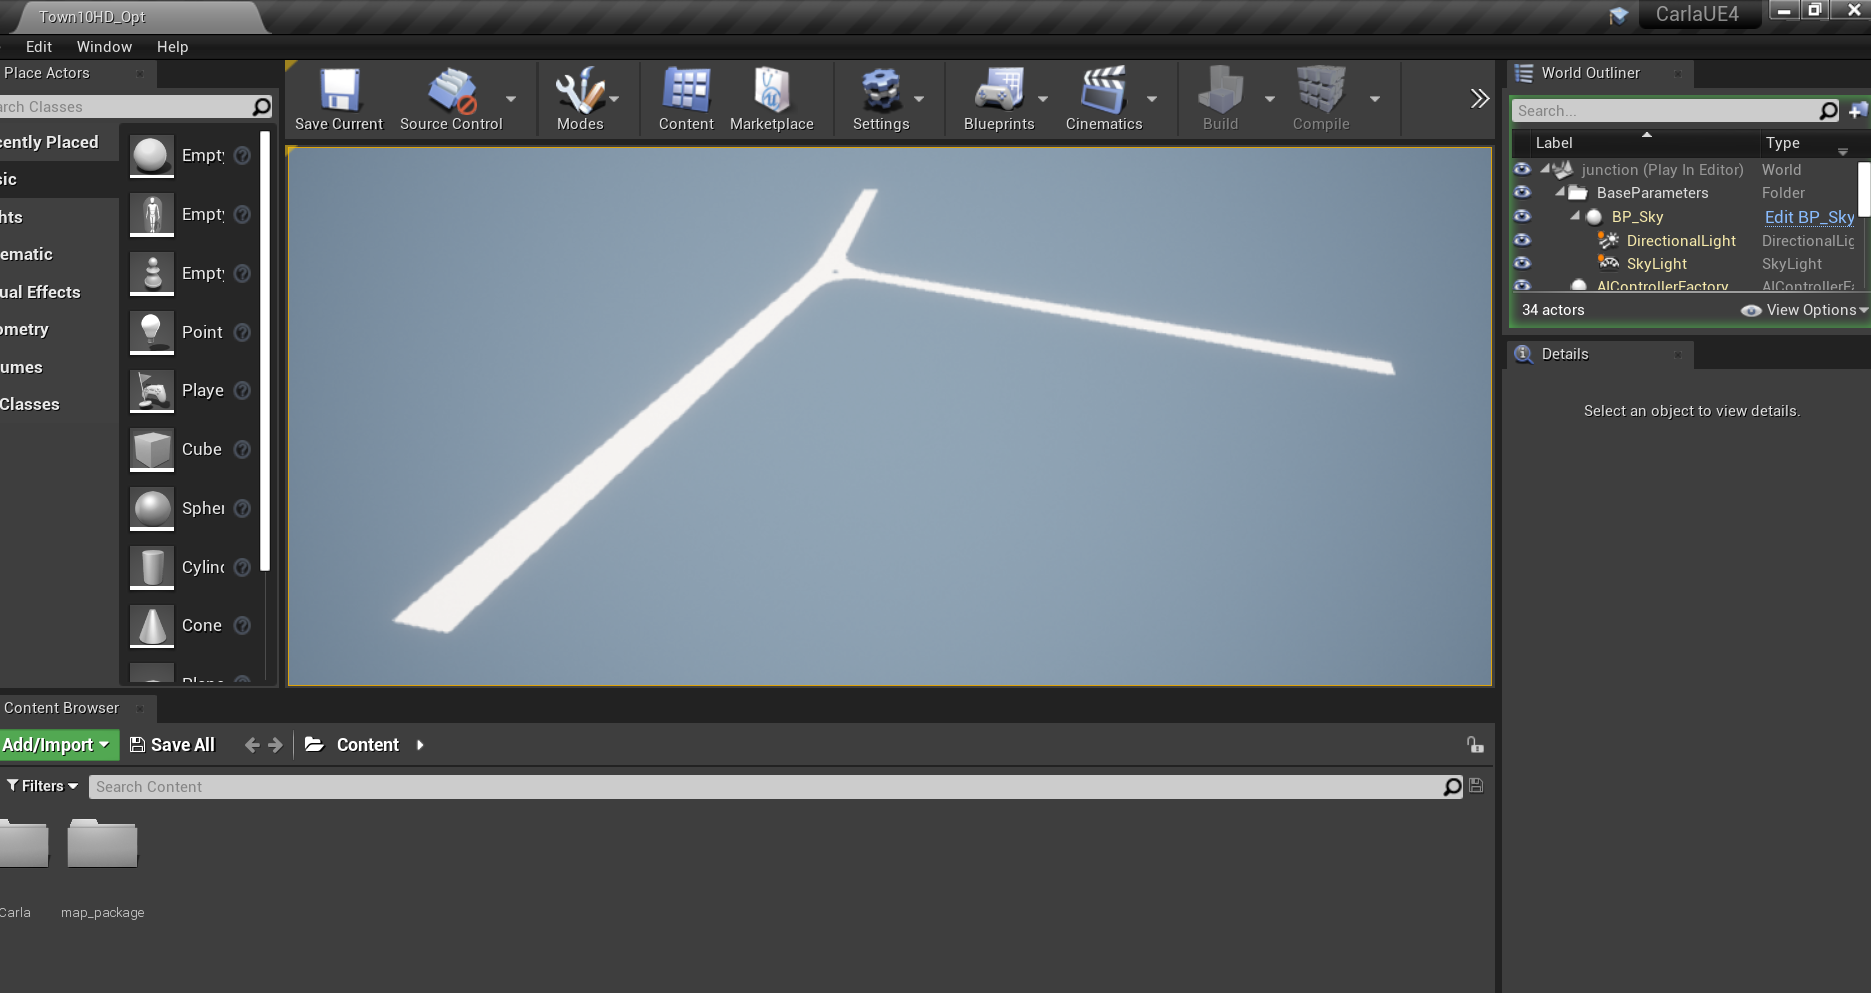 Town10HD_Opt
CarlaUE4
Edit
Window
Help
Place Actors
arch Classes
cently Placed
sic
hts
ematic
ual Effects
ometry
umes
Classes
Empty
Empty
Empty
Point
Playe
Cube
Spher
Cylind
Cone
Save Current
Source Control
Modes
Content
Marketplace
Settings
Blueprints
Cinematics
Build
Compile
World Outliner
Search...
Label
Type
junction (Play In Editor)
World
BaseParameters
Folder
BP_Sky
Edit BP_Sky
DirectionalLight
DirectionalLig
SkyLight
SkyLight
AIControllerFactory
AIControllerFa
34 actors
View Options
Details
Select an object to view details.
Content Browser
Add/Import
Save All
Content
Filters
Search Content
Carla
map_package